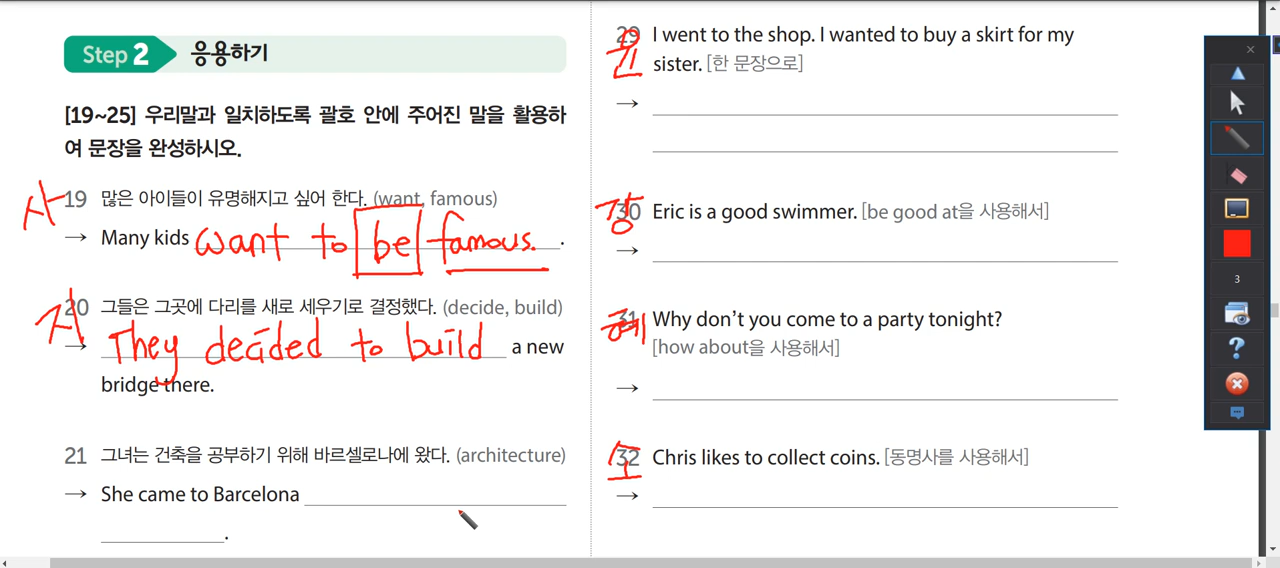 Step 2 응용하기
[19~25] 우리말과 일치하도록 괄호 안에 주어진 말을 활용하
여 문장을 완성하시오.
사
19 많은 아이들이 유명해지고 싶어 한다. (want, famous)
→ Many kids want to be famous.
지
20 그들은 그곳에 다리를 새로 세우기로 결정했다. (decide, build)
→ They decided to build a new
bridge there.
21 그녀는 건축을 공부하기 위해 바르셀로나에 왔다. (architecture)
→ She came to Barcelona
.
29 I went to the shop. I wanted to buy a skirt for my
sister. [한 문장으로]
→
강
30 Eric is a good swimmer. [be good at을 사용해서]
→
31 Why don't you come to a party tonight?
[how about을 사용해서]
→
32 Chris likes to collect coins. [동명사를 사용해서]
→
3
?